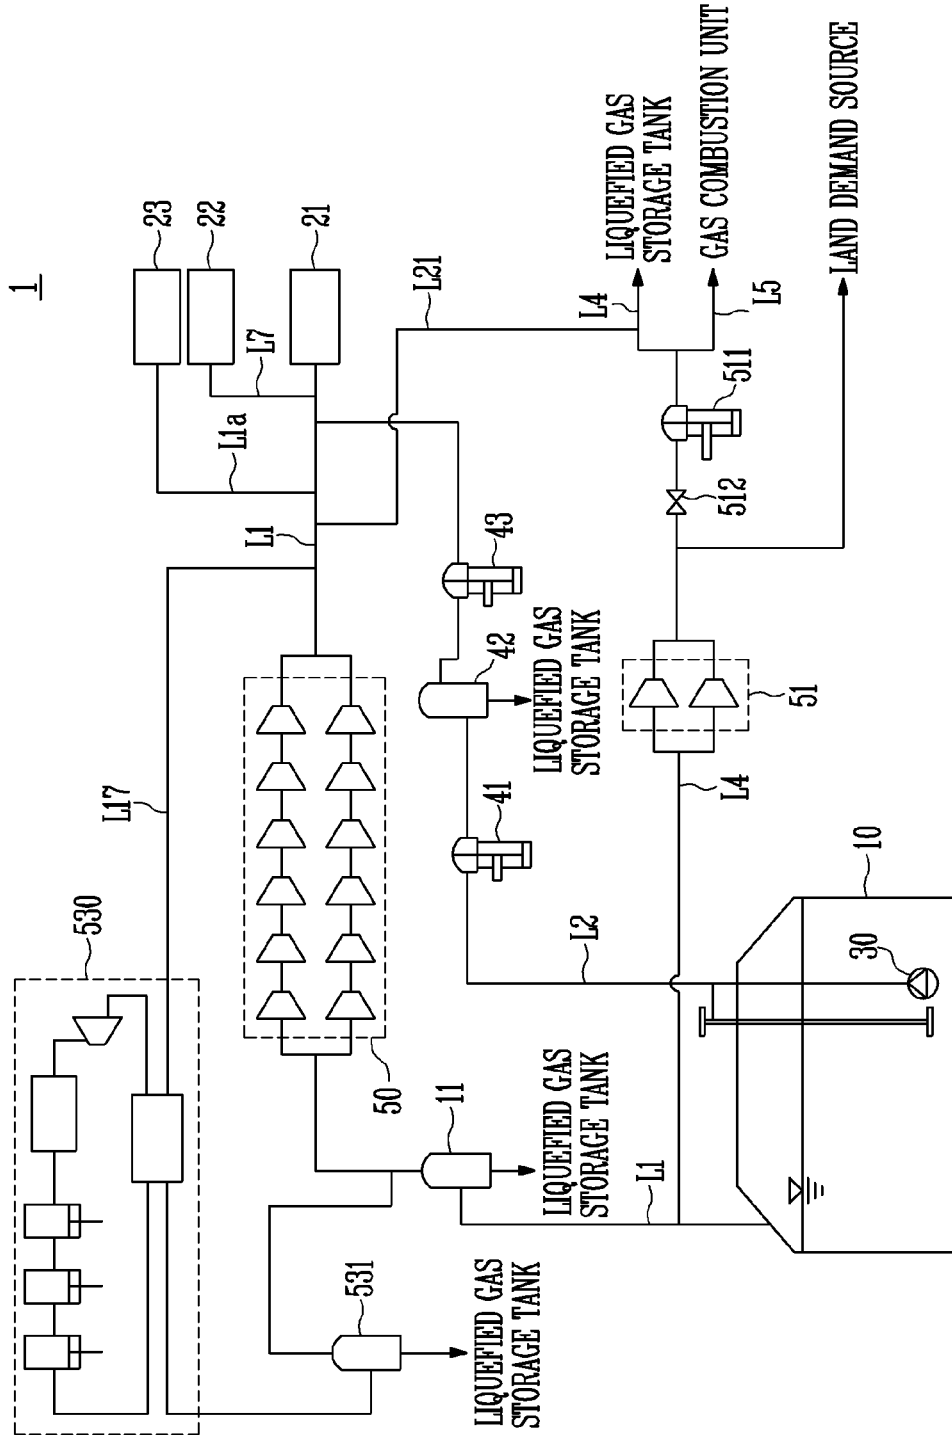 1
23
22
21
L7
L1a
L21
L1
L17
530
50
43
42
41
LIQUEFIED GAS
STORAGE TANK
L4
LIQUEFIED GAS
STORAGE TANK
L5
GAS COMBUSTION UNIT
511
512
LAND DEMAND SOURCE
51
L4
L2
10
30
11
LIQUEFIED GAS
STORAGE TANK
L1
531
LIQUEFIED GAS
STORAGE TANK